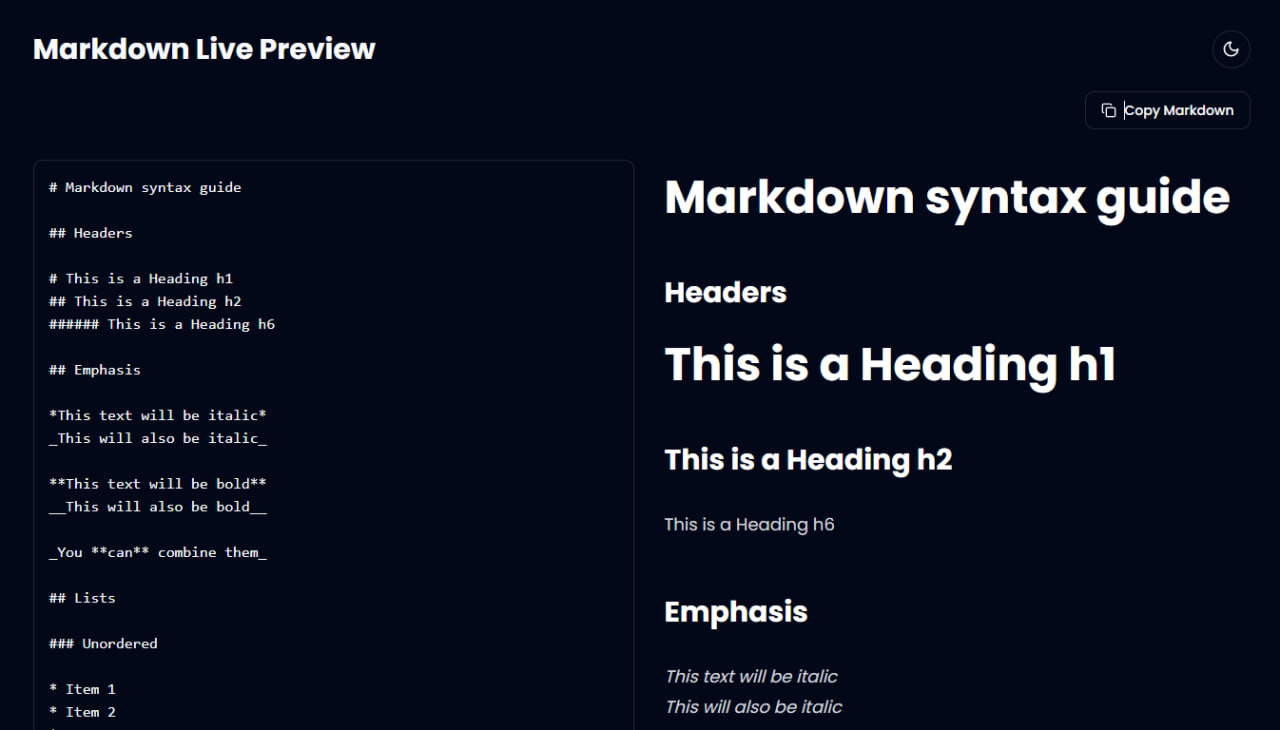 Markdown Live Preview
Copy Markdown
# Markdown syntax guide
## Headers
# This is a Heading h1
## This is a Heading h2
###### This is a Heading h6
## Emphasis
*This text will be italic*
_This will also be italic_
**This text will be bold**
__This will also be bold__
_You **can** combine them_
## Lists
### Unordered
* Item 1
* Item 2
Markdown syntax guide
Headers
This is a Heading h1
This is a Heading h2
This is a Heading h6
Emphasis
This text will be italic
This will also be italic